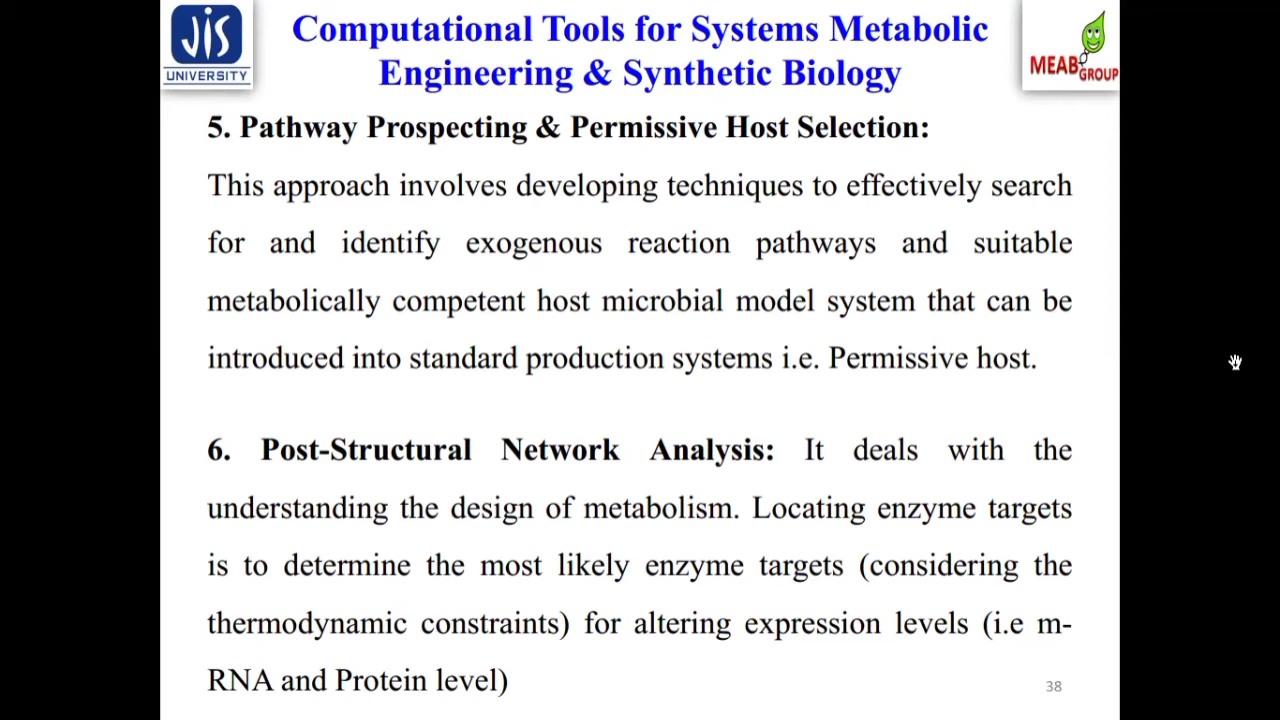 JIS
UNIVERSITY
Computational Tools for Systems Metabolic
Engineering & Synthetic Biology
MEAB GROUP
5. Pathway Prospecting & Permissive Host Selection:
This approach involves developing techniques to effectively search
for and identify exogenous reaction pathways and suitable
metabolically competent host microbial model system that can be
introduced into standard production systems i.e. Permissive host.
6. Post-Structural Network Analysis: It deals with the
understanding the design of metabolism. Locating enzyme targets
is to determine the most likely enzyme targets (considering the
thermodynamic constraints) for altering expression levels (i.e m-
RNA and Protein level)
38